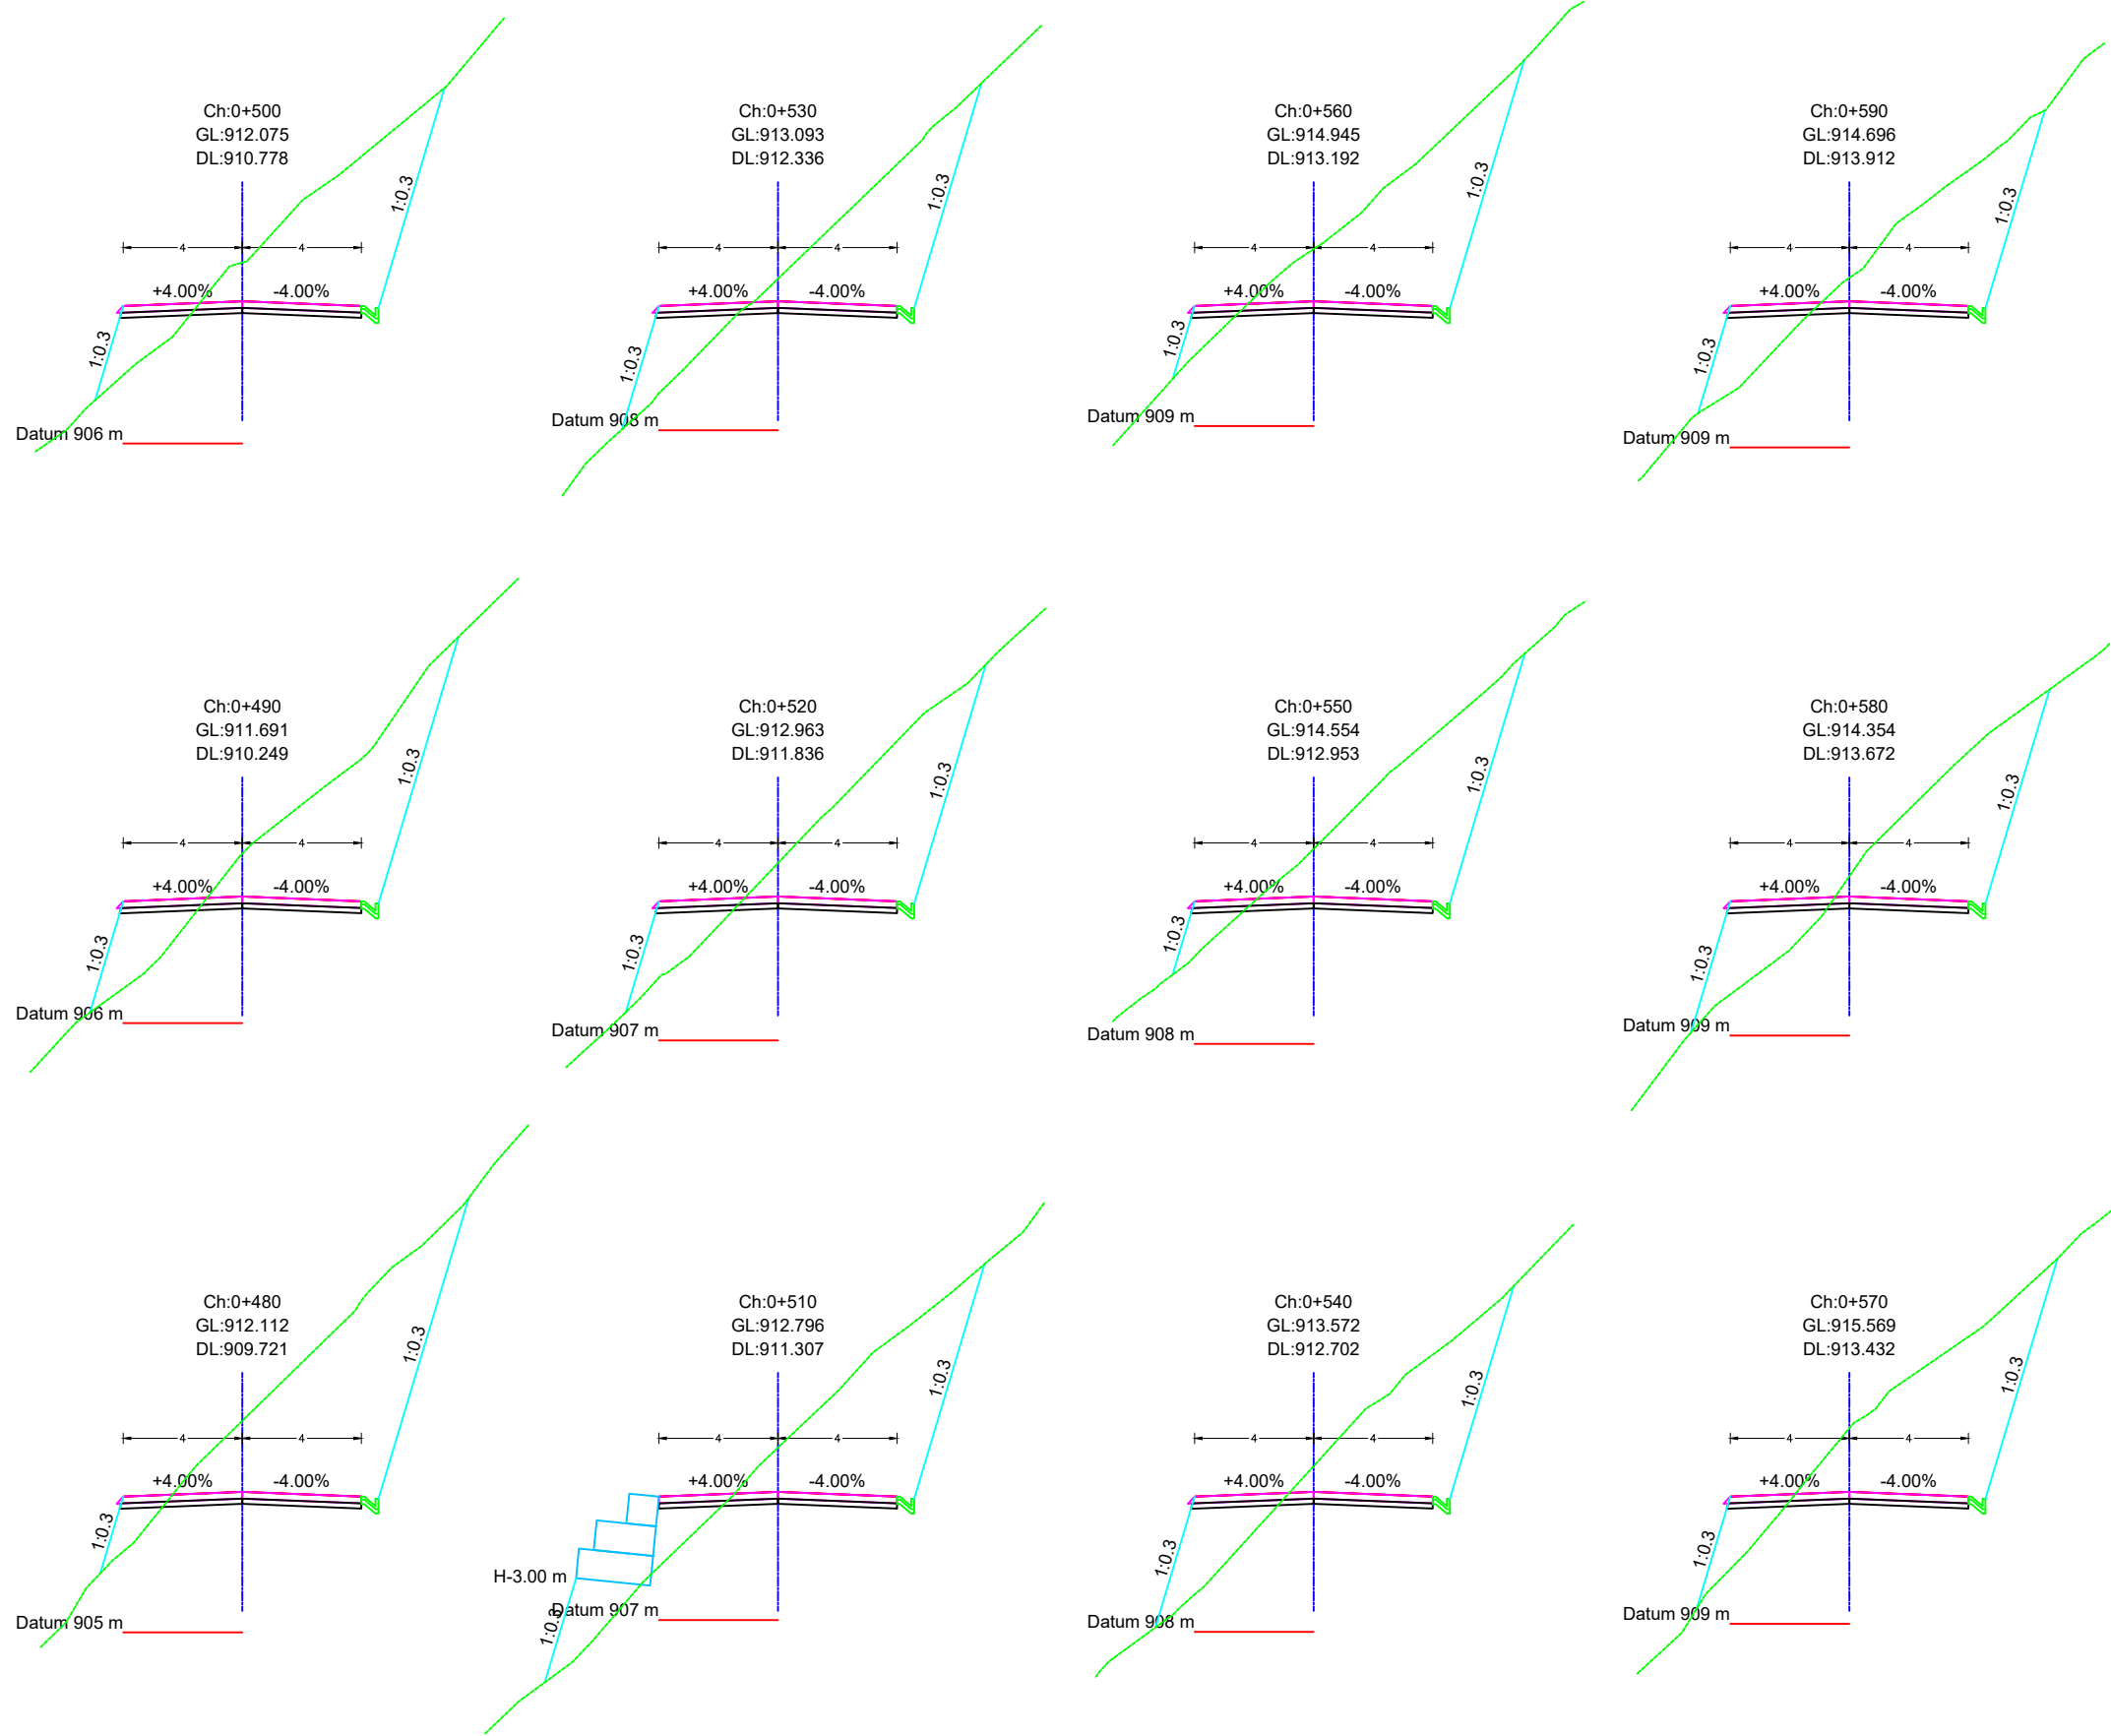 Ch:0+500
GL:912.075
DL:910.778
4 4
+4.00% -4.00%
1:0.3
1:0.3
Datum 906 m
Ch:0+530
GL:913.093
DL:912.336
4 4
+4.00% -4.00%
1:0.3
1:0.3
Datum 908 m
Ch:0+560
GL:914.945
DL:913.192
4 4
+4.00% -4.00%
1:0.3
1:0.3
Datum 909 m
Ch:0+590
GL:914.696
DL:913.912
4 4
+4.00% -4.00%
1:0.3
1:0.3
Datum 909 m
Ch:0+490
GL:911.691
DL:910.249
4 4
+4.00% -4.00%
1:0.3
1:0.3
Datum 906 m
Ch:0+520
GL:912.963
DL:911.836
4 4
+4.00% -4.00%
1:0.3
1:0.3
Datum 907 m
Ch:0+550
GL:914.554
DL:912.953
4 4
+4.00% -4.00%
1:0.3
1:0.3
Datum 908 m
Ch:0+580
GL:914.354
DL:913.672
4 4
+4.00% -4.00%
1:0.3
1:0.3
Datum 909 m
Ch:0+480
GL:912.112
DL:909.721
4 4
+4.00% -4.00%
1:0.3
1:0.3
Datum 905 m
Ch:0+510
GL:912.796
DL:911.307
4 4
+4.00% -4.00%
1:0.3
H-3.00 m
1:0.3
Datum 907 m
Ch:0+540
GL:913.572
DL:912.702
4 4
+4.00% -4.00%
1:0.3
1:0.3
Datum 908 m
Ch:0+570
GL:915.569
DL:913.432
4 4
+4.00% -4.00%
1:0.3
1:0.3
Datum 909 m